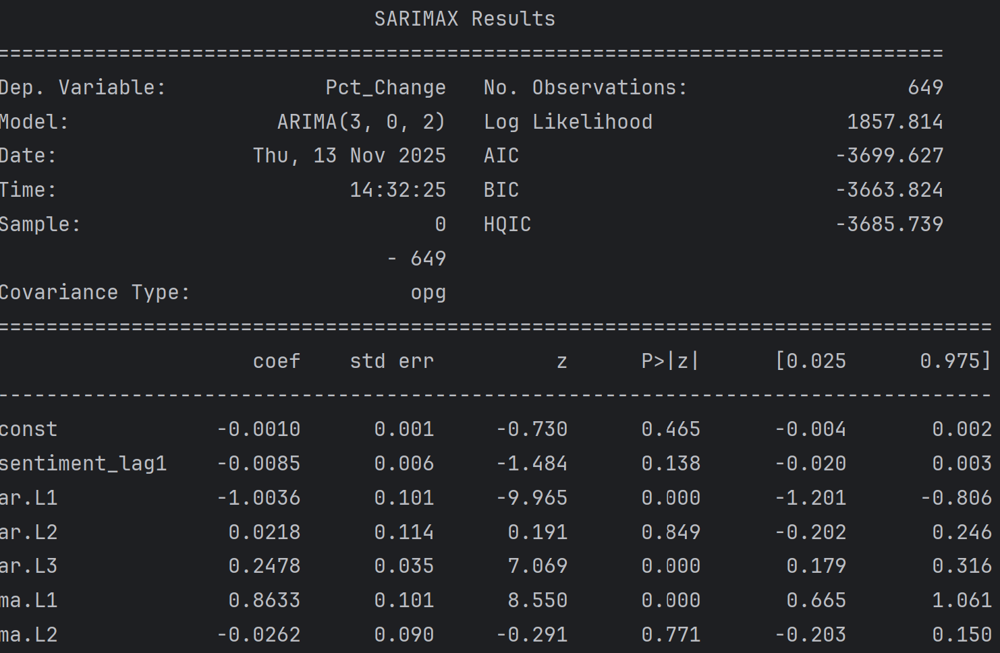 SARIMAX Results
==============================================================================
Dep. Variable: Pct_Change No. Observations: 649
Model: ARIMA(3, 0, 2) Log Likelihood 1857.814
Date: Thu, 13 Nov 2025 AIC -3699.627
Time: 14:32:25 BIC -3663.824
Sample: 0 HQIC -3685.739
- 649
Covariance Type: opg
==================================================================================
coef std err z P>|z| [0.025 0.975]
----------------------------------------------------------------------------------
const -0.0010 0.001 -0.730 0.465 -0.004 0.002
sentiment_lag1 -0.0085 0.006 -1.484 0.138 -0.020 0.003
ar.L1 -1.0036 0.101 -9.965 0.000 -1.201 -0.806
ar.L2 0.0218 0.114 0.191 0.849 -0.202 0.246
ar.L3 0.2478 0.035 7.069 0.000 0.179 0.316
ma.L1 0.8633 0.101 8.550 0.000 0.665 1.061
ma.L2 -0.0262 0.090 -0.291 0.771 -0.203 0.150